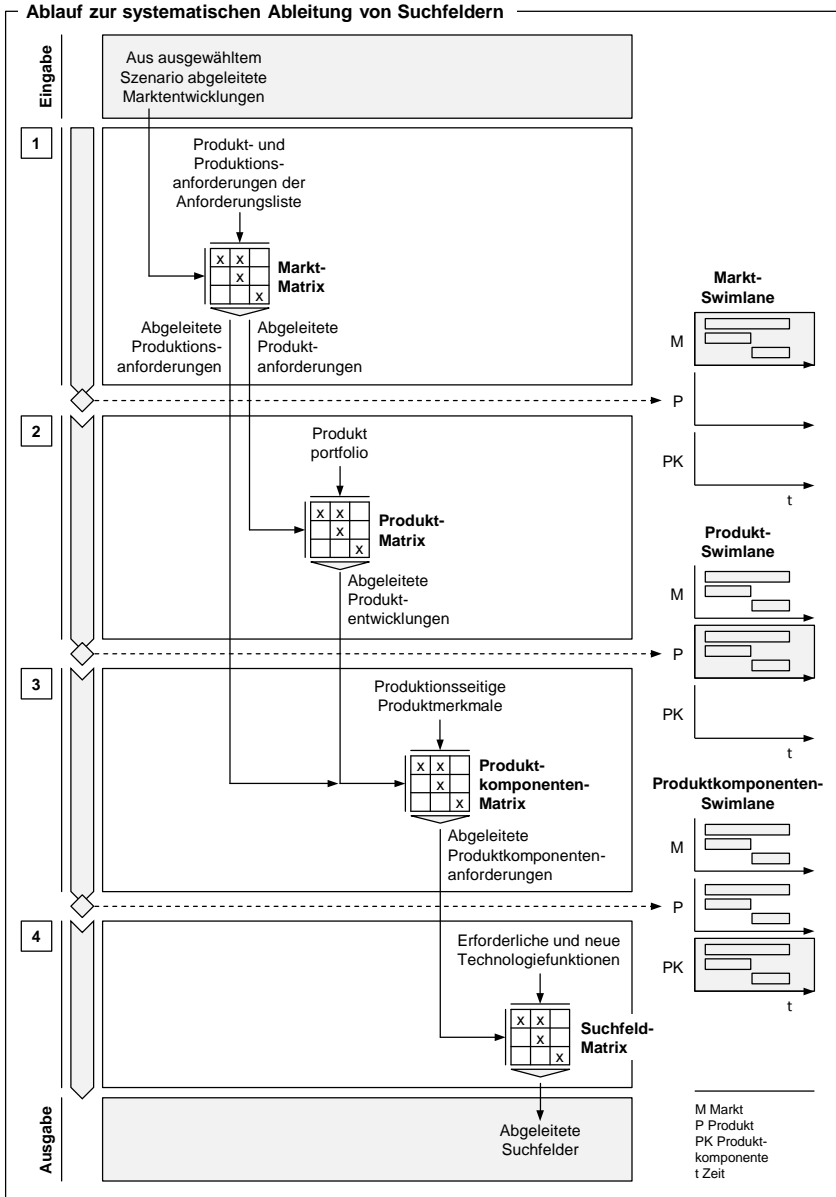 Ablauf zur systematischen Ableitung von Suchfeldern
Eingabe
Aus ausgewähltem
Szenario abgeleitete
Marktentwicklungen
1
Produkt- und
Produktions-
anforderungen der
Anforderungsliste
x x
x
x
Markt-
Matrix
Abgeleitete
Produktions-
anforderungen
Abgeleitete
Produkt-
anforderungen
Markt-
Swimlane
M
P
PK
t
2
Produkt
portfolio
x x
x
x
Produkt-
Matrix
Abgeleitete
Produkt-
entwicklungen
Produkt-
Swimlane
M
P
PK
t
3
Produktionsseitige
Produktmerkmale
x x
x
x
Produkt-
komponenten-
Matrix
Abgeleitete
Produktkomponenten-
anforderungen
Produktkomponenten-
Swimlane
M
P
PK
t
4
Erforderliche und neue
Technologiefunktionen
x x
x
x
Suchfeld-
Matrix
Ausgabe
Abgeleitete
Suchfelder
M Markt
P Produkt
PK Produkt-
komponente
t Zeit